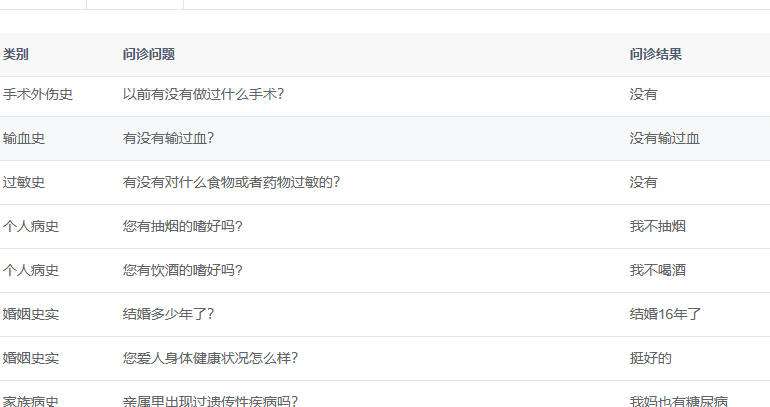 类别 问诊问题 问诊结果
手术外伤史 以前有没有做过什么手术? 没有
输血史 有没有输过血? 没有输过血
过敏史 有没有对什么食物或者药物过敏的? 没有
个人病史 您有抽烟的嗜好吗? 我不抽烟
个人病史 您有饮酒的嗜好吗? 我不喝酒
婚姻史实 结婚多少年了? 结婚16年了
婚姻史实 您爱人身体健康状况怎么样? 挺好的
家族病史 亲属里出现过遗传性疾病吗? 我妈也有糖尿病